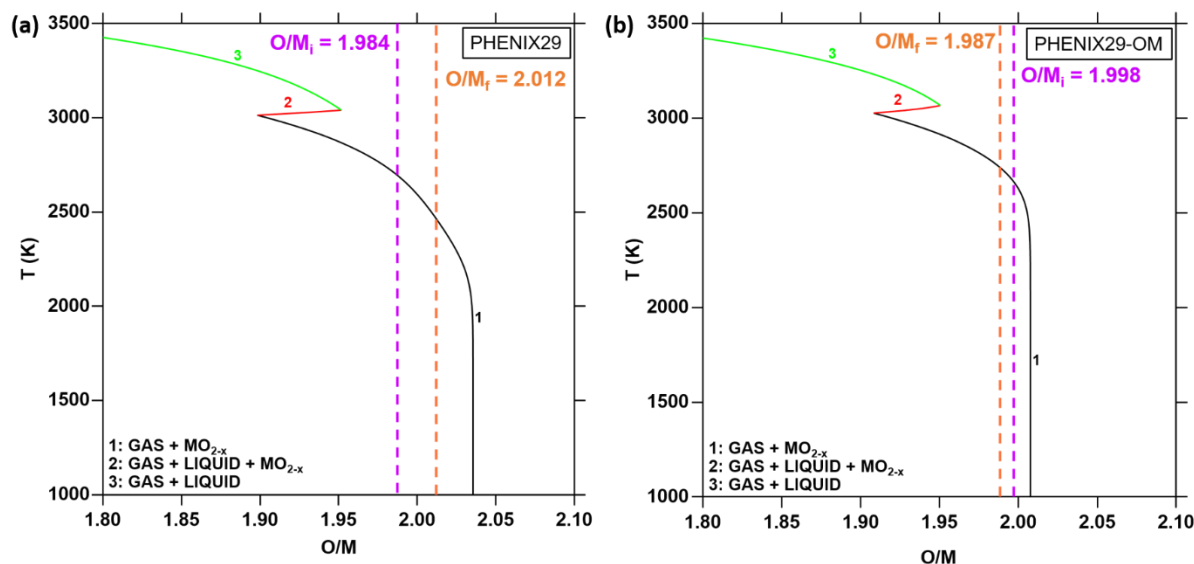 (a)
PHENIX29
O/Mᵢ = 1.984
O/M_f = 2.012
3
2
1
T (K)
3500
3000
2500
2000
1500
1000
1: GAS + MO₂₋ₓ
2: GAS + LIQUID + MO₂₋ₓ
3: GAS + LIQUID
1.80 1.85 1.90 1.95 2.00 2.05 2.10
O/M
(b)
PHENIX29-OM
O/M_f = 1.987
O/Mᵢ = 1.998
3
2
1
T (K)
3500
3000
2500
2000
1500
1000
1: GAS + MO₂₋ₓ
2: GAS + LIQUID + MO₂₋ₓ
3: GAS + LIQUID
1.80 1.85 1.90 1.95 2.00 2.05 2.10
O/M